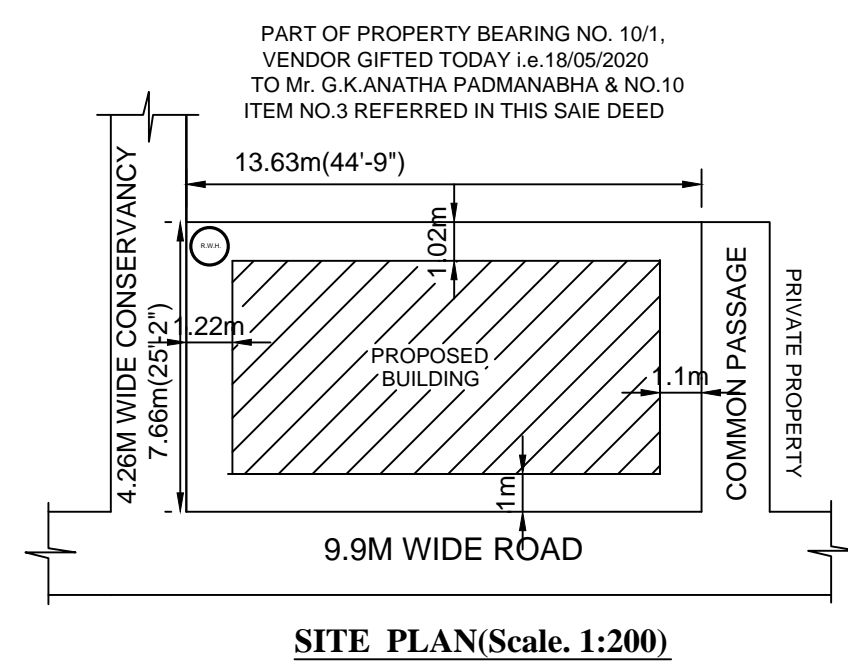 PART OF PROPERTY BEARING NO. 10/1,
VENDOR GIFTED TODAY i.e.18/05/2020
TO Mr. G.K.ANATHA PADMANABHA & NO.10
ITEM NO.3 REFERRED IN THIS SAIE DEED
13.63m(44'-9")
4.26M WIDE CONSERVANCY
7.66m(25'-2")
R.W.H.
1.02m
1.22m
PROPOSED
BUILDING
1.1m
COMMON PASSAGE
PRIVATE PROPERTY
1m
9.9M WIDE ROAD
SITE PLAN(Scale. 1:200)